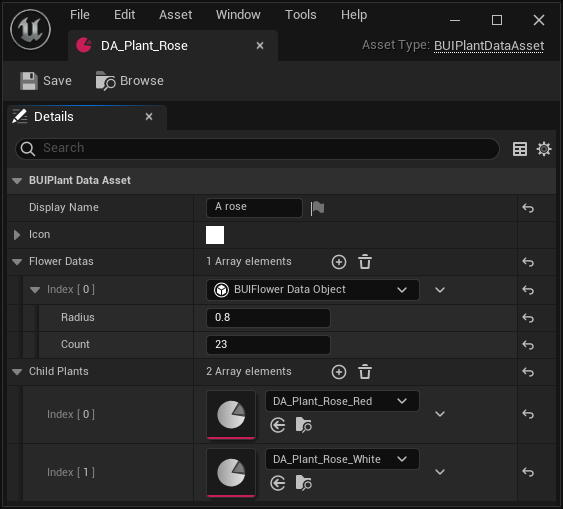 File Edit Asset Window Tools Help
DA_Plant_Rose
Asset Type: BUIPlantDataAsset
Save Browse
Details
Search
BUIPlant Data Asset
Display Name A rose
Icon
Flower Datas 1 Array elements
Index [ 0 ] BUIFlower Data Object
Radius 0.8
Count 23
Child Plants 2 Array elements
Index [ 0 ] DA_Plant_Rose_Red
Index [ 1 ] DA_Plant_Rose_White